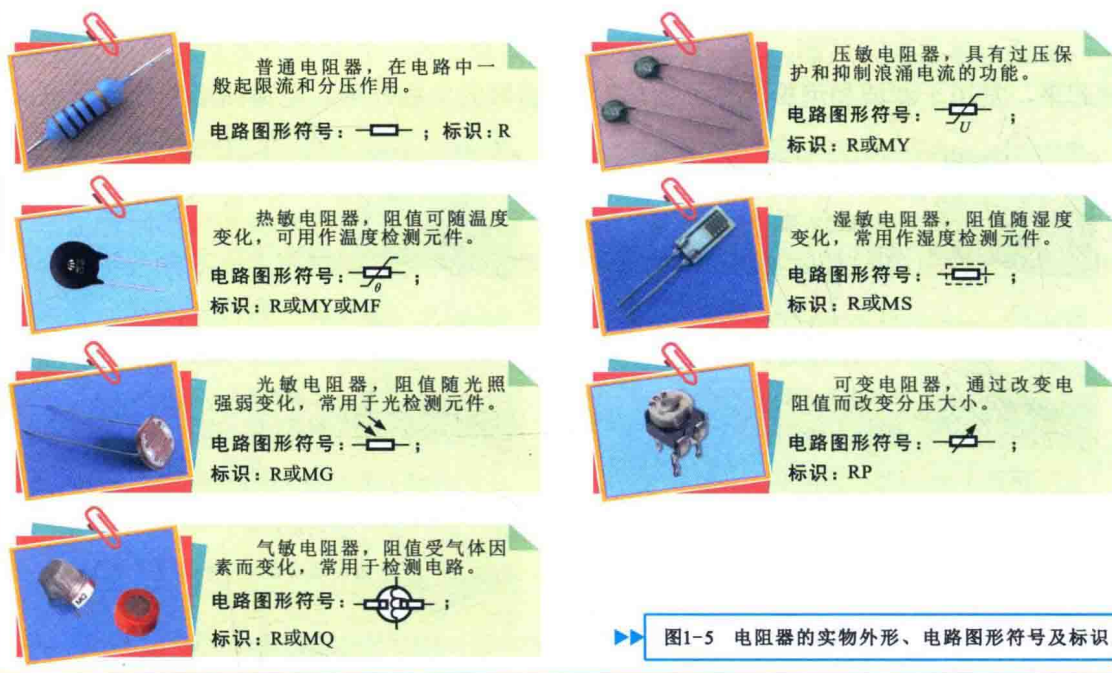 普通电阻器，在电路中一
般起限流和分压作用。
电路图形符号： ；标识：R
热敏电阻器，阻值可随温度
变化，可用作温度检测元件。
电路图形符号： θ ；
标识：R或MY或MF
光敏电阻器，阻值随光照
强弱变化，常用于光检测元件。
电路图形符号： ；
标识：R或MG
MQ
气敏电阻器，阻值受气体因
素而变化，常用于检测电路。
电路图形符号： ；
标识：R或MQ
压敏电阻器，具有过压保
护和抑制浪涌电流的功能。
电路图形符号： U ；
标识：R或MY
湿敏电阻器，阻值随湿度
变化，常用作湿度检测元件。
电路图形符号： ；
标识：R或MS
可变电阻器，通过改变电
阻值而改变分压大小。
电路图形符号： ；
标识：RP
图1-5 电阻器的实物外形、电路图形符号及标识